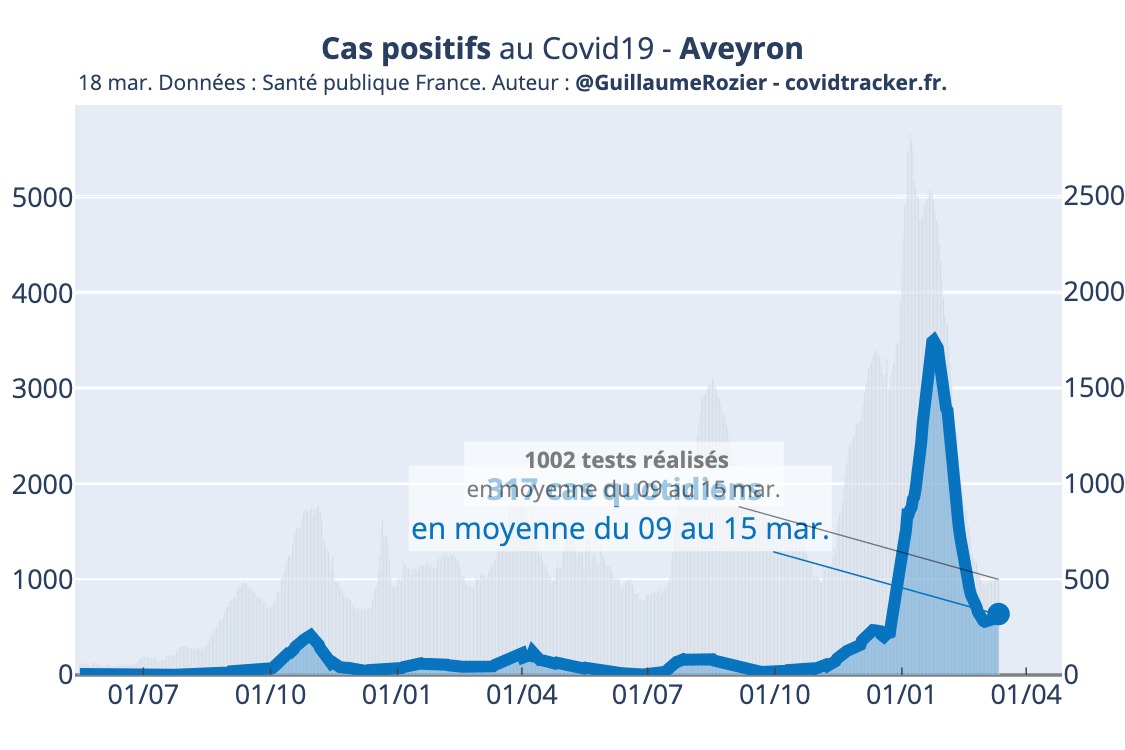 Cas positifs au Covid19 - Aveyron
18 mar. Données : Santé publique France. Auteur : @GuillaumeRozier - covidtracker.fr.
5000
4000
3000
2000
1000
0
2500
2000
1500
1000
500
0
1002 tests réalisés
en moyenne du 09 au 15 mar.
317 cas quotidiens
en moyenne du 09 au 15 mar.
01/07 01/10 01/01 01/04 01/07 01/10 01/01 01/04